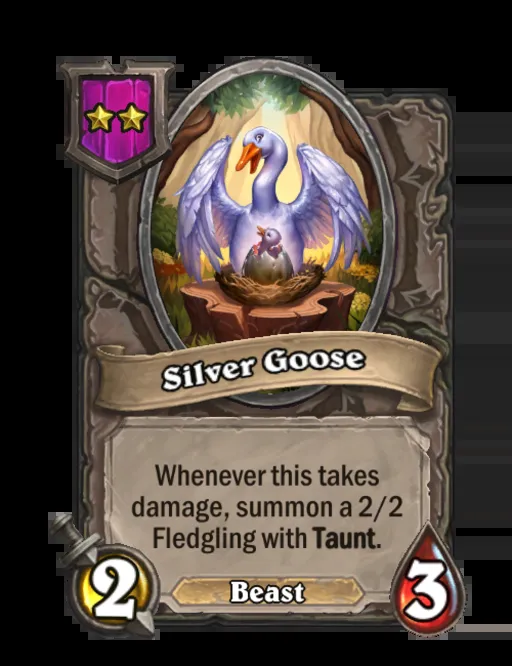 Silver Goose
Whenever this takes
damage, summon a 2/2
Fledgling with Taunt.
2
Beast
3